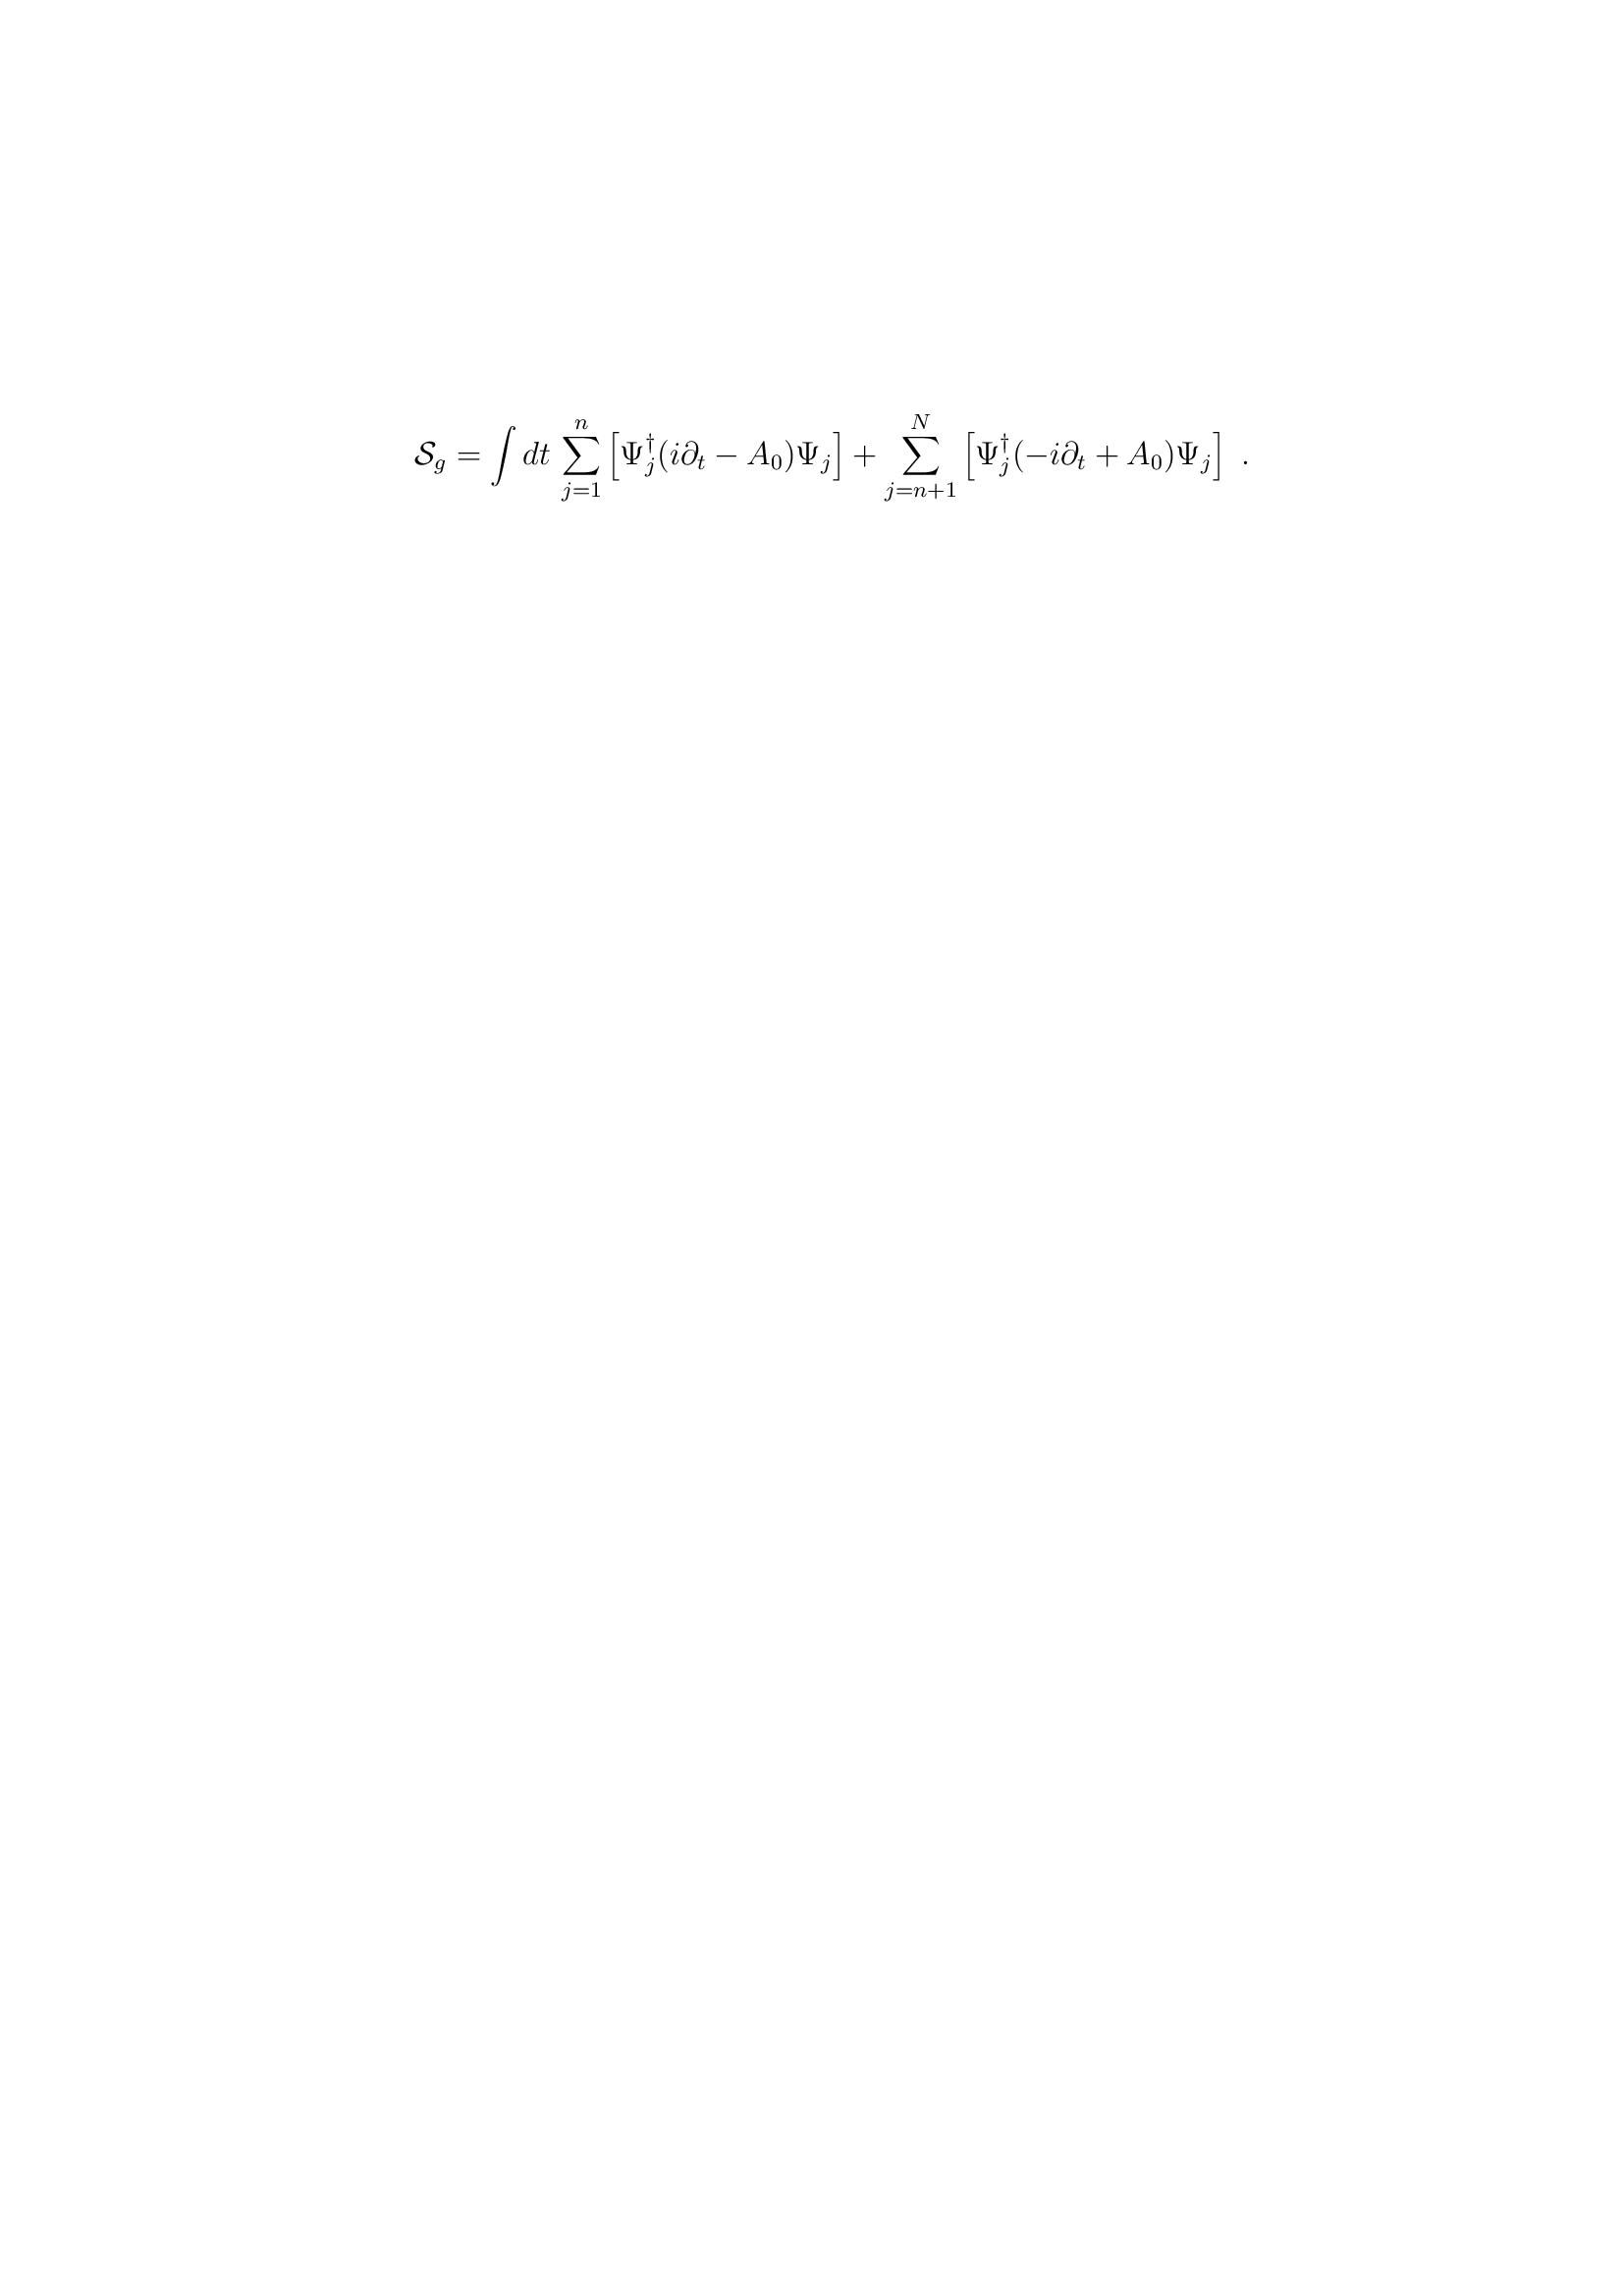 $\mathcal{S}_g = \int dt \, \sum_{j=1}^{n} \left[ \Psi_j^\dagger (i\partial_t - A_0) \Psi_j \right] + \sum_{j=n+1}^{N} \left[ \Psi_j^\dagger (-i\partial_t + A_0) \Psi_j \right] \ .$